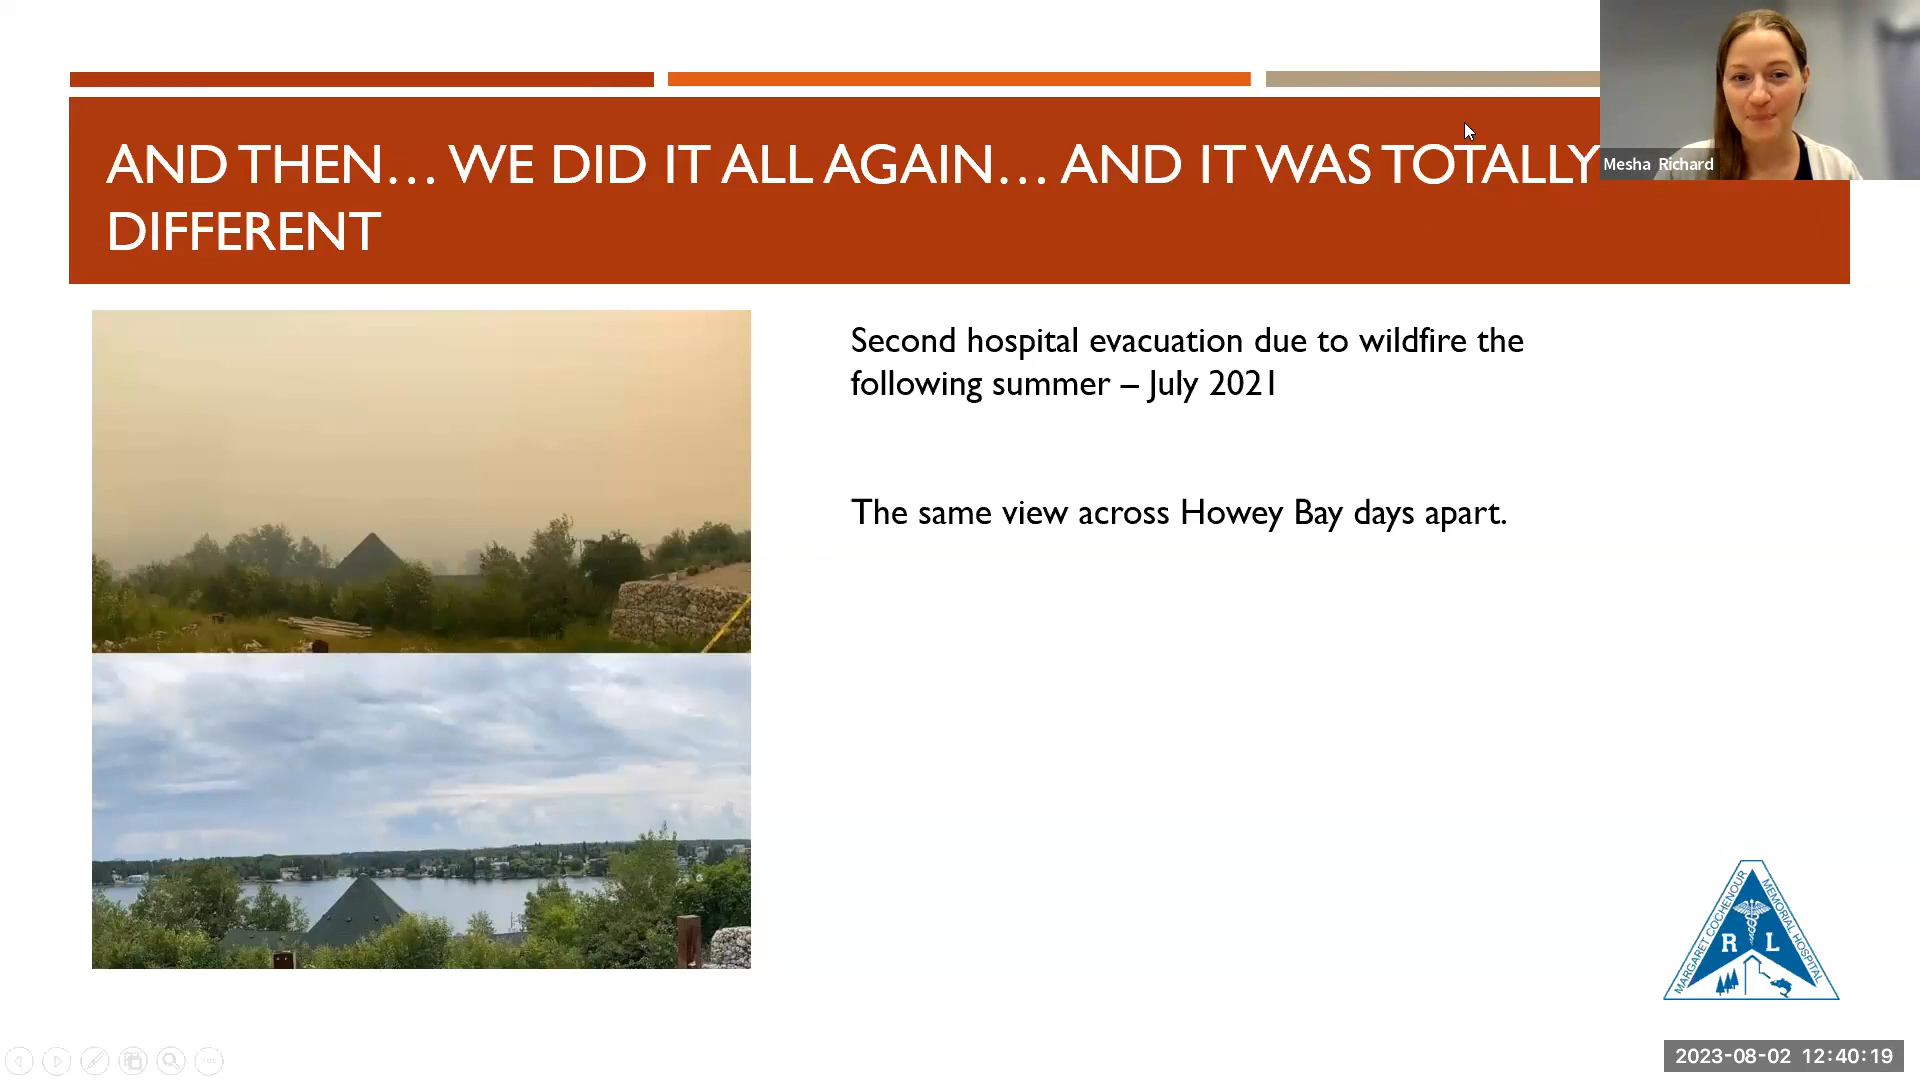 AND THEN… WE DID IT ALL AGAIN… AND IT WAS TOTALLY
DIFFERENT
Mesha Richard
Second hospital evacuation due to wildfire the
following summer – July 2021
The same view across Howey Bay days apart.
MARGARET COCHENOUR
MEMORIAL HOSPITAL
R L
2023-08-02 12:40:19